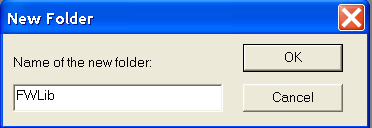 New Folder
Name of the new folder:
OK
FWLib
Cancel